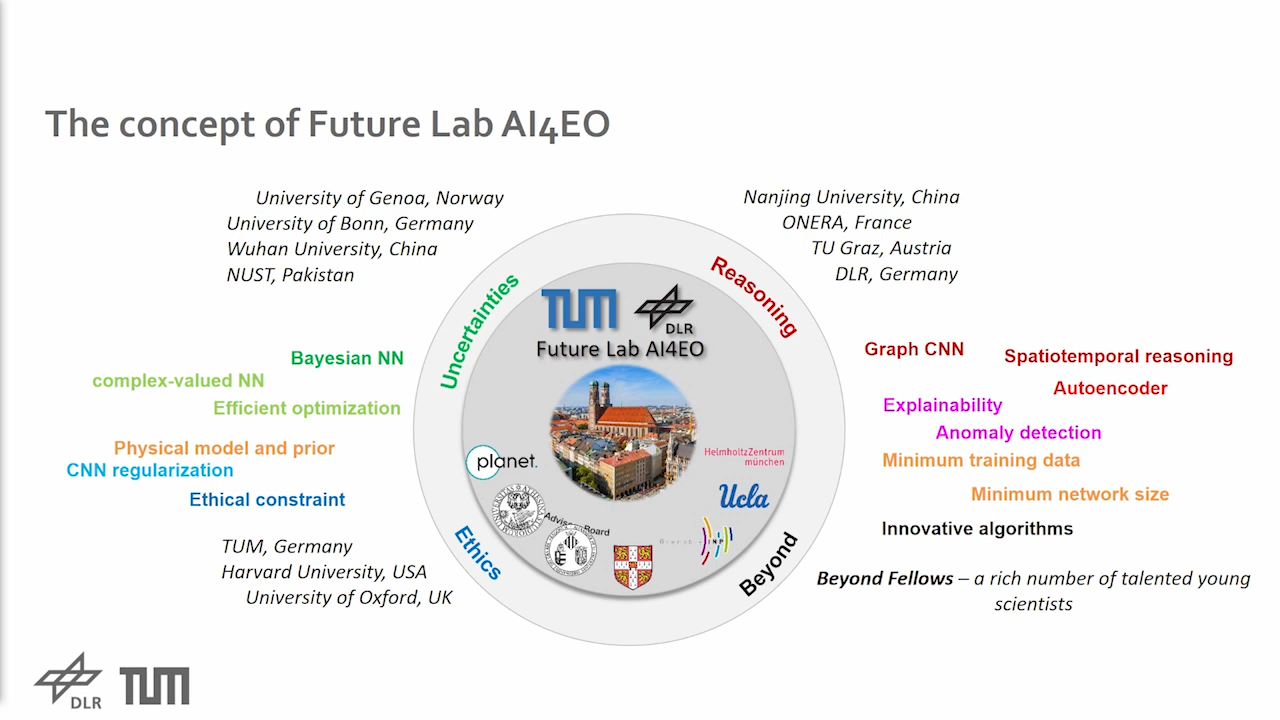 The concept of Future Lab AI4EO
University of Genoa, Norway
University of Bonn, Germany
Wuhan University, China
NUST, Pakistan
Nanjing University, China
ONERA, France
TU Graz, Austria
DLR, Germany
Uncertainties
Reasoning
TUM
DLR
Future Lab AI4EO
Bayesian NN
complex-valued NN
Efficient optimization
Physical model and prior
CNN regularization
Ethical constraint
Graph CNN
Spatiotemporal reasoning
Autoencoder
Explainability
Anomaly detection
Minimum training data
Minimum network size
Innovative algorithms
planet.
HelmholtzZentrum
münchen
UCLA
Board
INP
Ethics
Beyond
TUM, Germany
Harvard University, USA
University of Oxford, UK
Beyond Fellows – a rich number of talented young
scientists
DLR
TUM